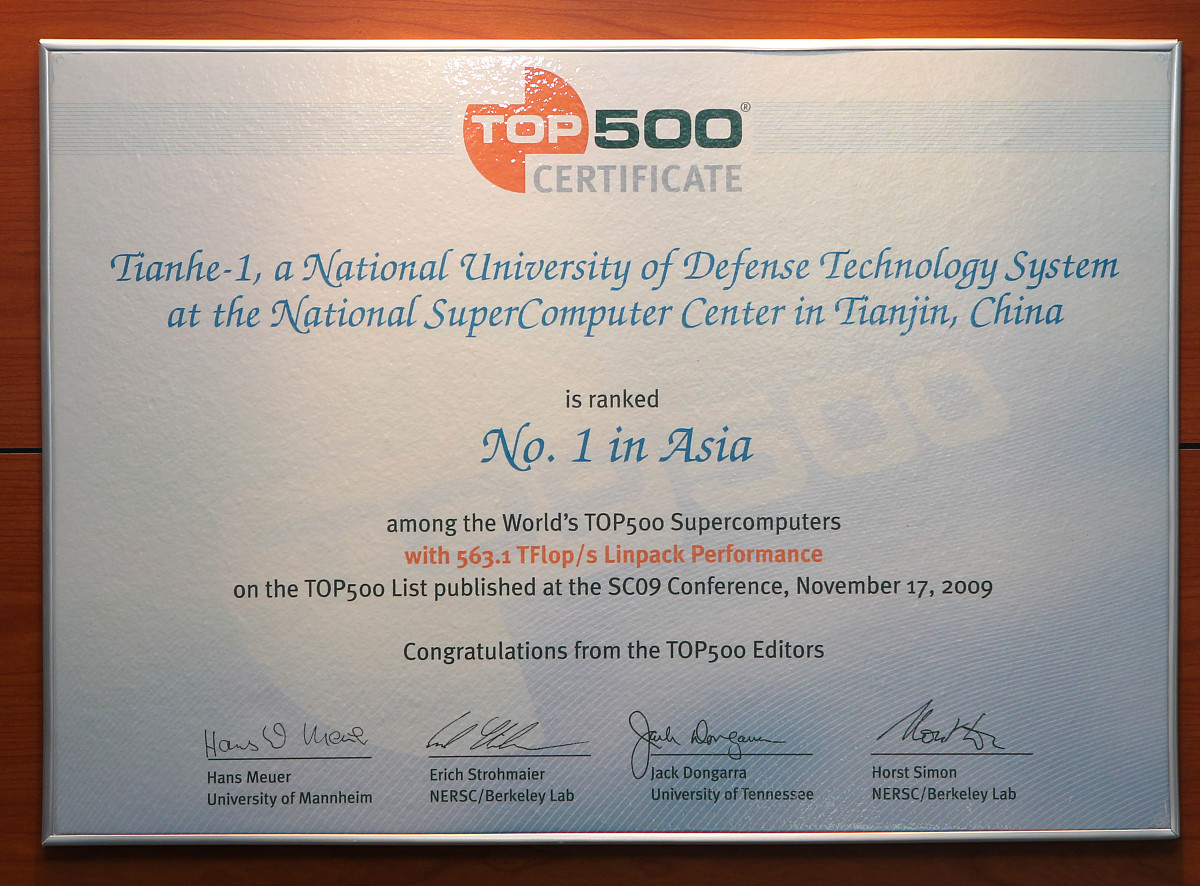 TOP 500®
CERTIFICATE
Tianhe-1, a National University of Defense Technology System
at the National SuperComputer Center in Tianjin, China
is ranked
No. 1 in Asia
among the World's TOP500 Supercomputers
with 563.1 TFlop/s Linpack Performance
on the TOP500 List published at the SC09 Conference, November 17, 2009
Congratulations from the TOP500 Editors
Hans Meuer
University of Mannheim
Erich Strohmaier
NERSC/Berkeley Lab
Jack Dongarra
University of Tennessee
Horst Simon
NERSC/Berkeley Lab